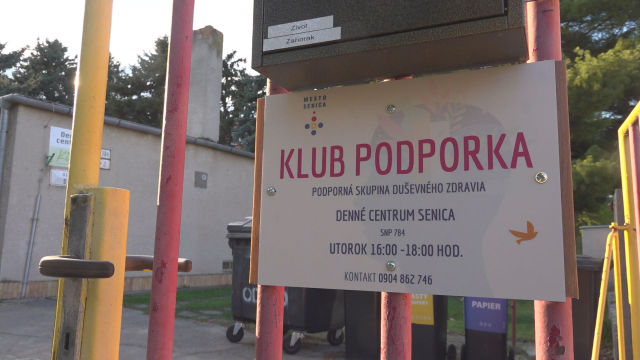 Život
Záhorák
MESTO
SENICA
KLUB PODPORKA
PODPORNÁ SKUPINA DUŠEVNÉHO ZDRAVIA
DENNÉ CENTRUM SENICA
SNP 784
UTOROK 16:00 -18:00 HOD.
KONTAKT 0904 862 746
PAPIER